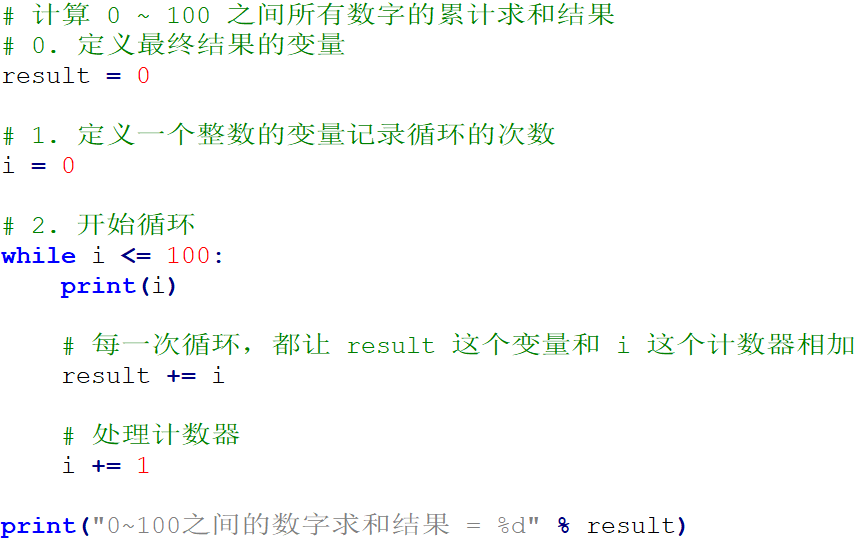 # 计算 0 ~ 100 之间所有数字的累计求和结果
# 0. 定义最终结果的变量
result = 0
# 1. 定义一个整数的变量记录循环的次数
i = 0
# 2. 开始循环
while i <= 100:
    print(i)
    # 每一次循环，都让 result 这个变量和 i 这个计数器相加
    result += i
    # 处理计数器
    i += 1
print("0~100之间的数字求和结果 = %d" % result)